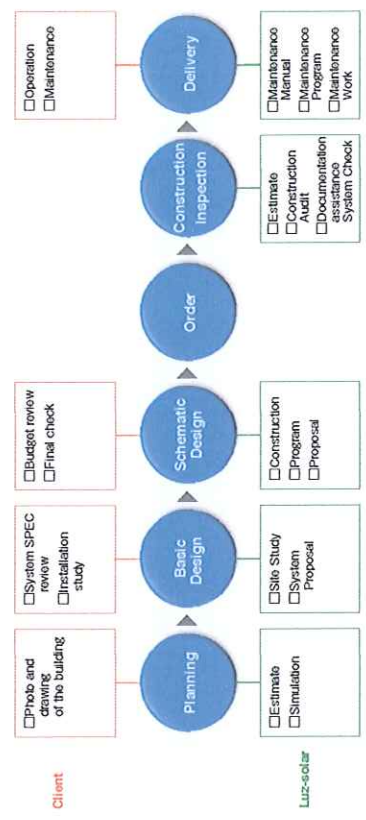 Client
□Photo and
drawing
of the building
□System SPEC
review
□Installation
study
□Budget review
□Final check
□Operation
□Maintenance
Planning
Basic
Design
Schematic
Design
Order
Construction
Inspection
Delivery
Luz-solar
□Estimate
□Simulation
□Site Study
□System
Proposal
□Construction
□Program
□Proposal
□Estimate
□Construction
Audit
□Documentation
assistance
System Check
□Maintenance
Manual
□Maintenance
Program
□Maintenance
Work